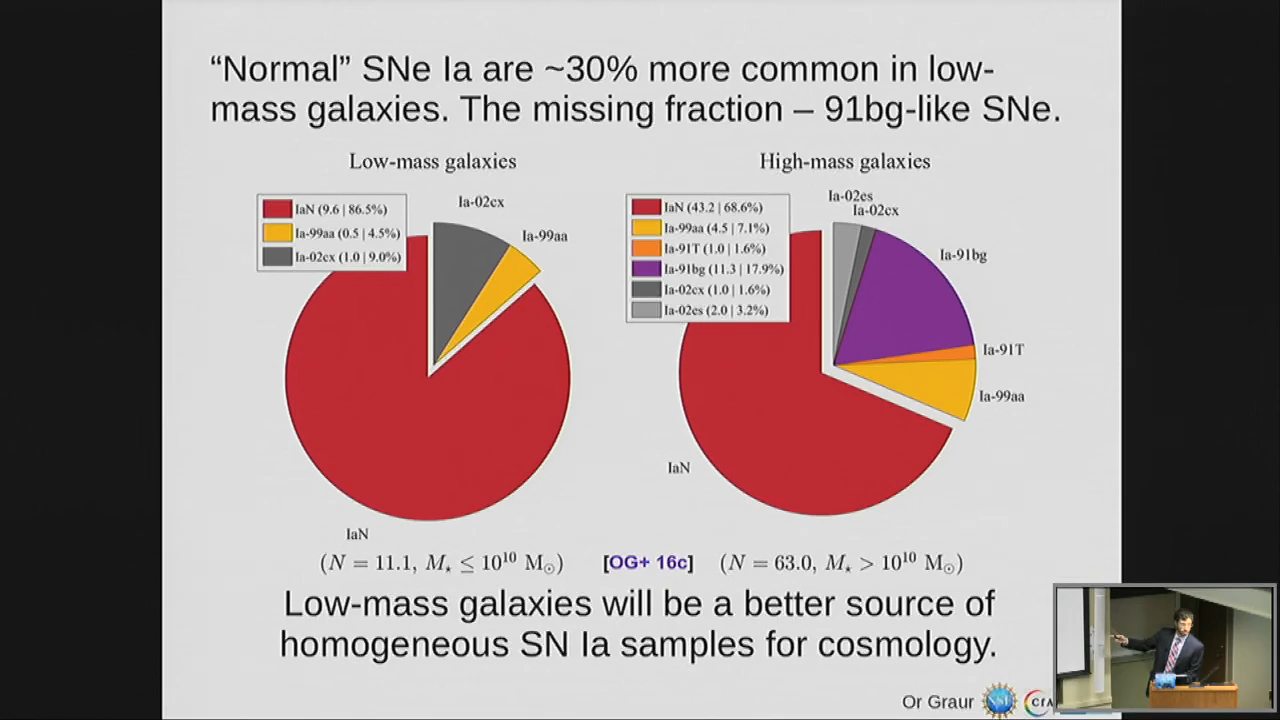 “Normal” SNe Ia are ~30% more common in low-
mass galaxies. The missing fraction – 91bg-like SNe.
Low-mass galaxies
IaN (9.6 | 86.5%)
Ia-99aa (0.5 | 4.5%)
Ia-02cx (1.0 | 9.0%)
Ia-02cx
Ia-99aa
IaN
(N = 11.1, M⋆ ≤ 10¹⁰ M⊙)
High-mass galaxies
IaN (43.2 | 68.6%)
Ia-99aa (4.5 | 7.1%)
Ia-91T (1.0 | 1.6%)
Ia-91bg (11.3 | 17.9%)
Ia-02cx (1.0 | 1.6%)
Ia-02es (2.0 | 3.2%)
Ia-02es
Ia-02cx
Ia-91bg
Ia-91T
Ia-99aa
IaN
[OG+ 16c]
(N = 63.0, M⋆ > 10¹⁰ M⊙)
Low-mass galaxies will be a better source of
homogeneous SN Ia samples for cosmology.
Or Graur
NSF
CfA